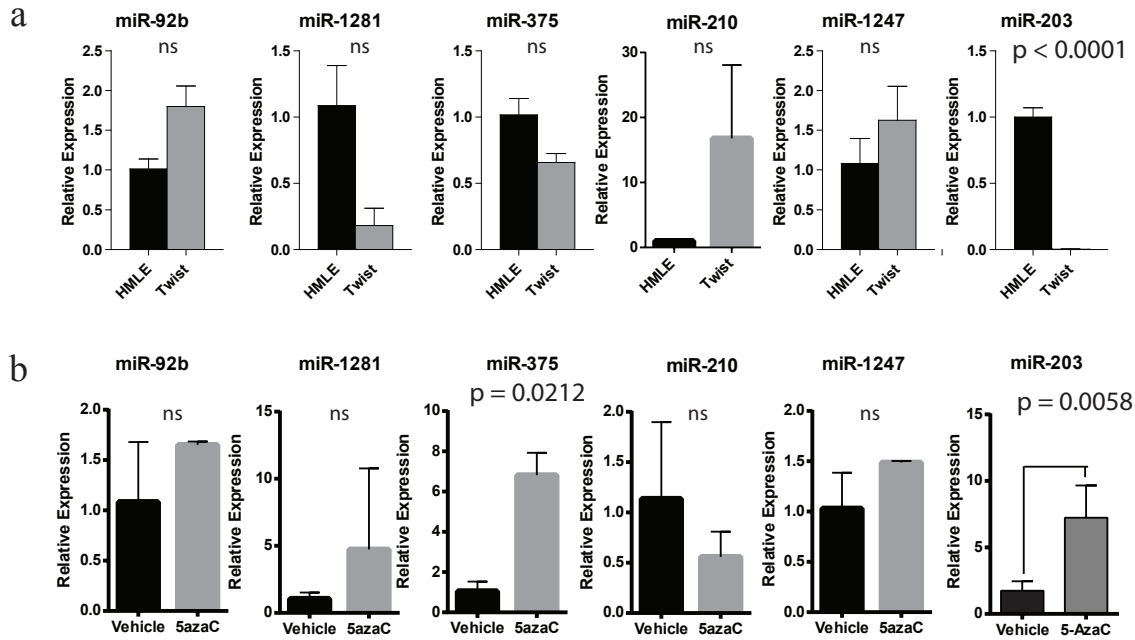 a
miR-92b miR-1281 miR-375 miR-210 miR-1247 miR-203
ns ns ns ns ns p < 0.0001
Relative Expression
2.5
2.0
1.5
1.0
0.5
0.0
HMLE Twist
Relative Expression
1.5
1.0
0.5
0.0
HMLE Twist
Relative Expression
1.5
1.0
0.5
0.0
HMLE Twist
Relative Expression
30
20
10
0
HMLE Twist
Relative Expression
2.5
2.0
1.5
1.0
0.5
0.0
HMLE Twist
Relative Expression
1.5
1.0
0.5
0.0
HMLE Twist
b
miR-92b miR-1281 miR-375 miR-210 miR-1247 miR-203
ns ns p = 0.0212 ns ns p = 0.0058
Relative Expression
2.0
1.5
1.0
0.5
0.0
Vehicle 5azaC
Relative Expression
15
10
5
0
Vehicle 5azaC
Relative Expression
8
6
4
2
0
Vehicle 5azaC
Relative Expression
2.0
1.5
1.0
0.5
0.0
Vehicle 5azaC
Relative Expression
2.0
1.5
1.0
0.5
0.0
Vehicle 5azaC
Relative Expression
15
10
5
0
Vehicle 5-AzaC